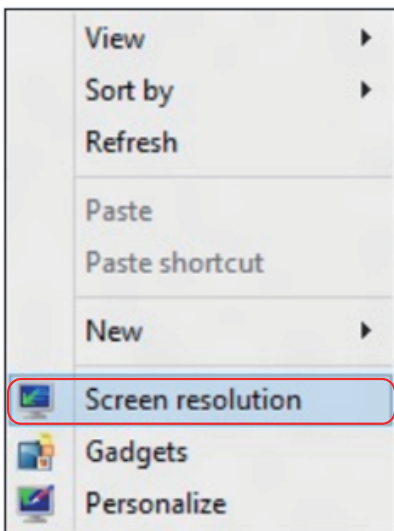 View
Sort by
Refresh
Paste
Paste shortcut
New
Screen resolution
Gadgets
Personalize